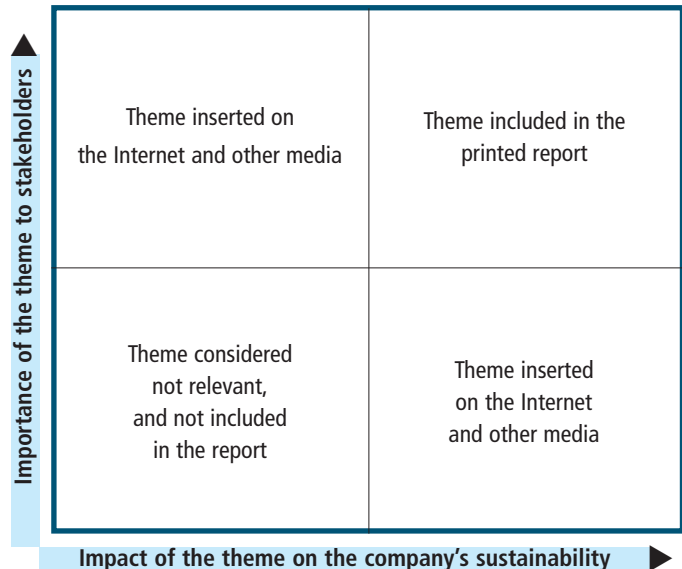 Importance of the theme to stakeholders
Theme inserted on
the Internet and other media
Theme included in the
printed report
Theme considered
not relevant,
and not included
in the report
Theme inserted
on the Internet
and other media
Impact of the theme on the company’s sustainability